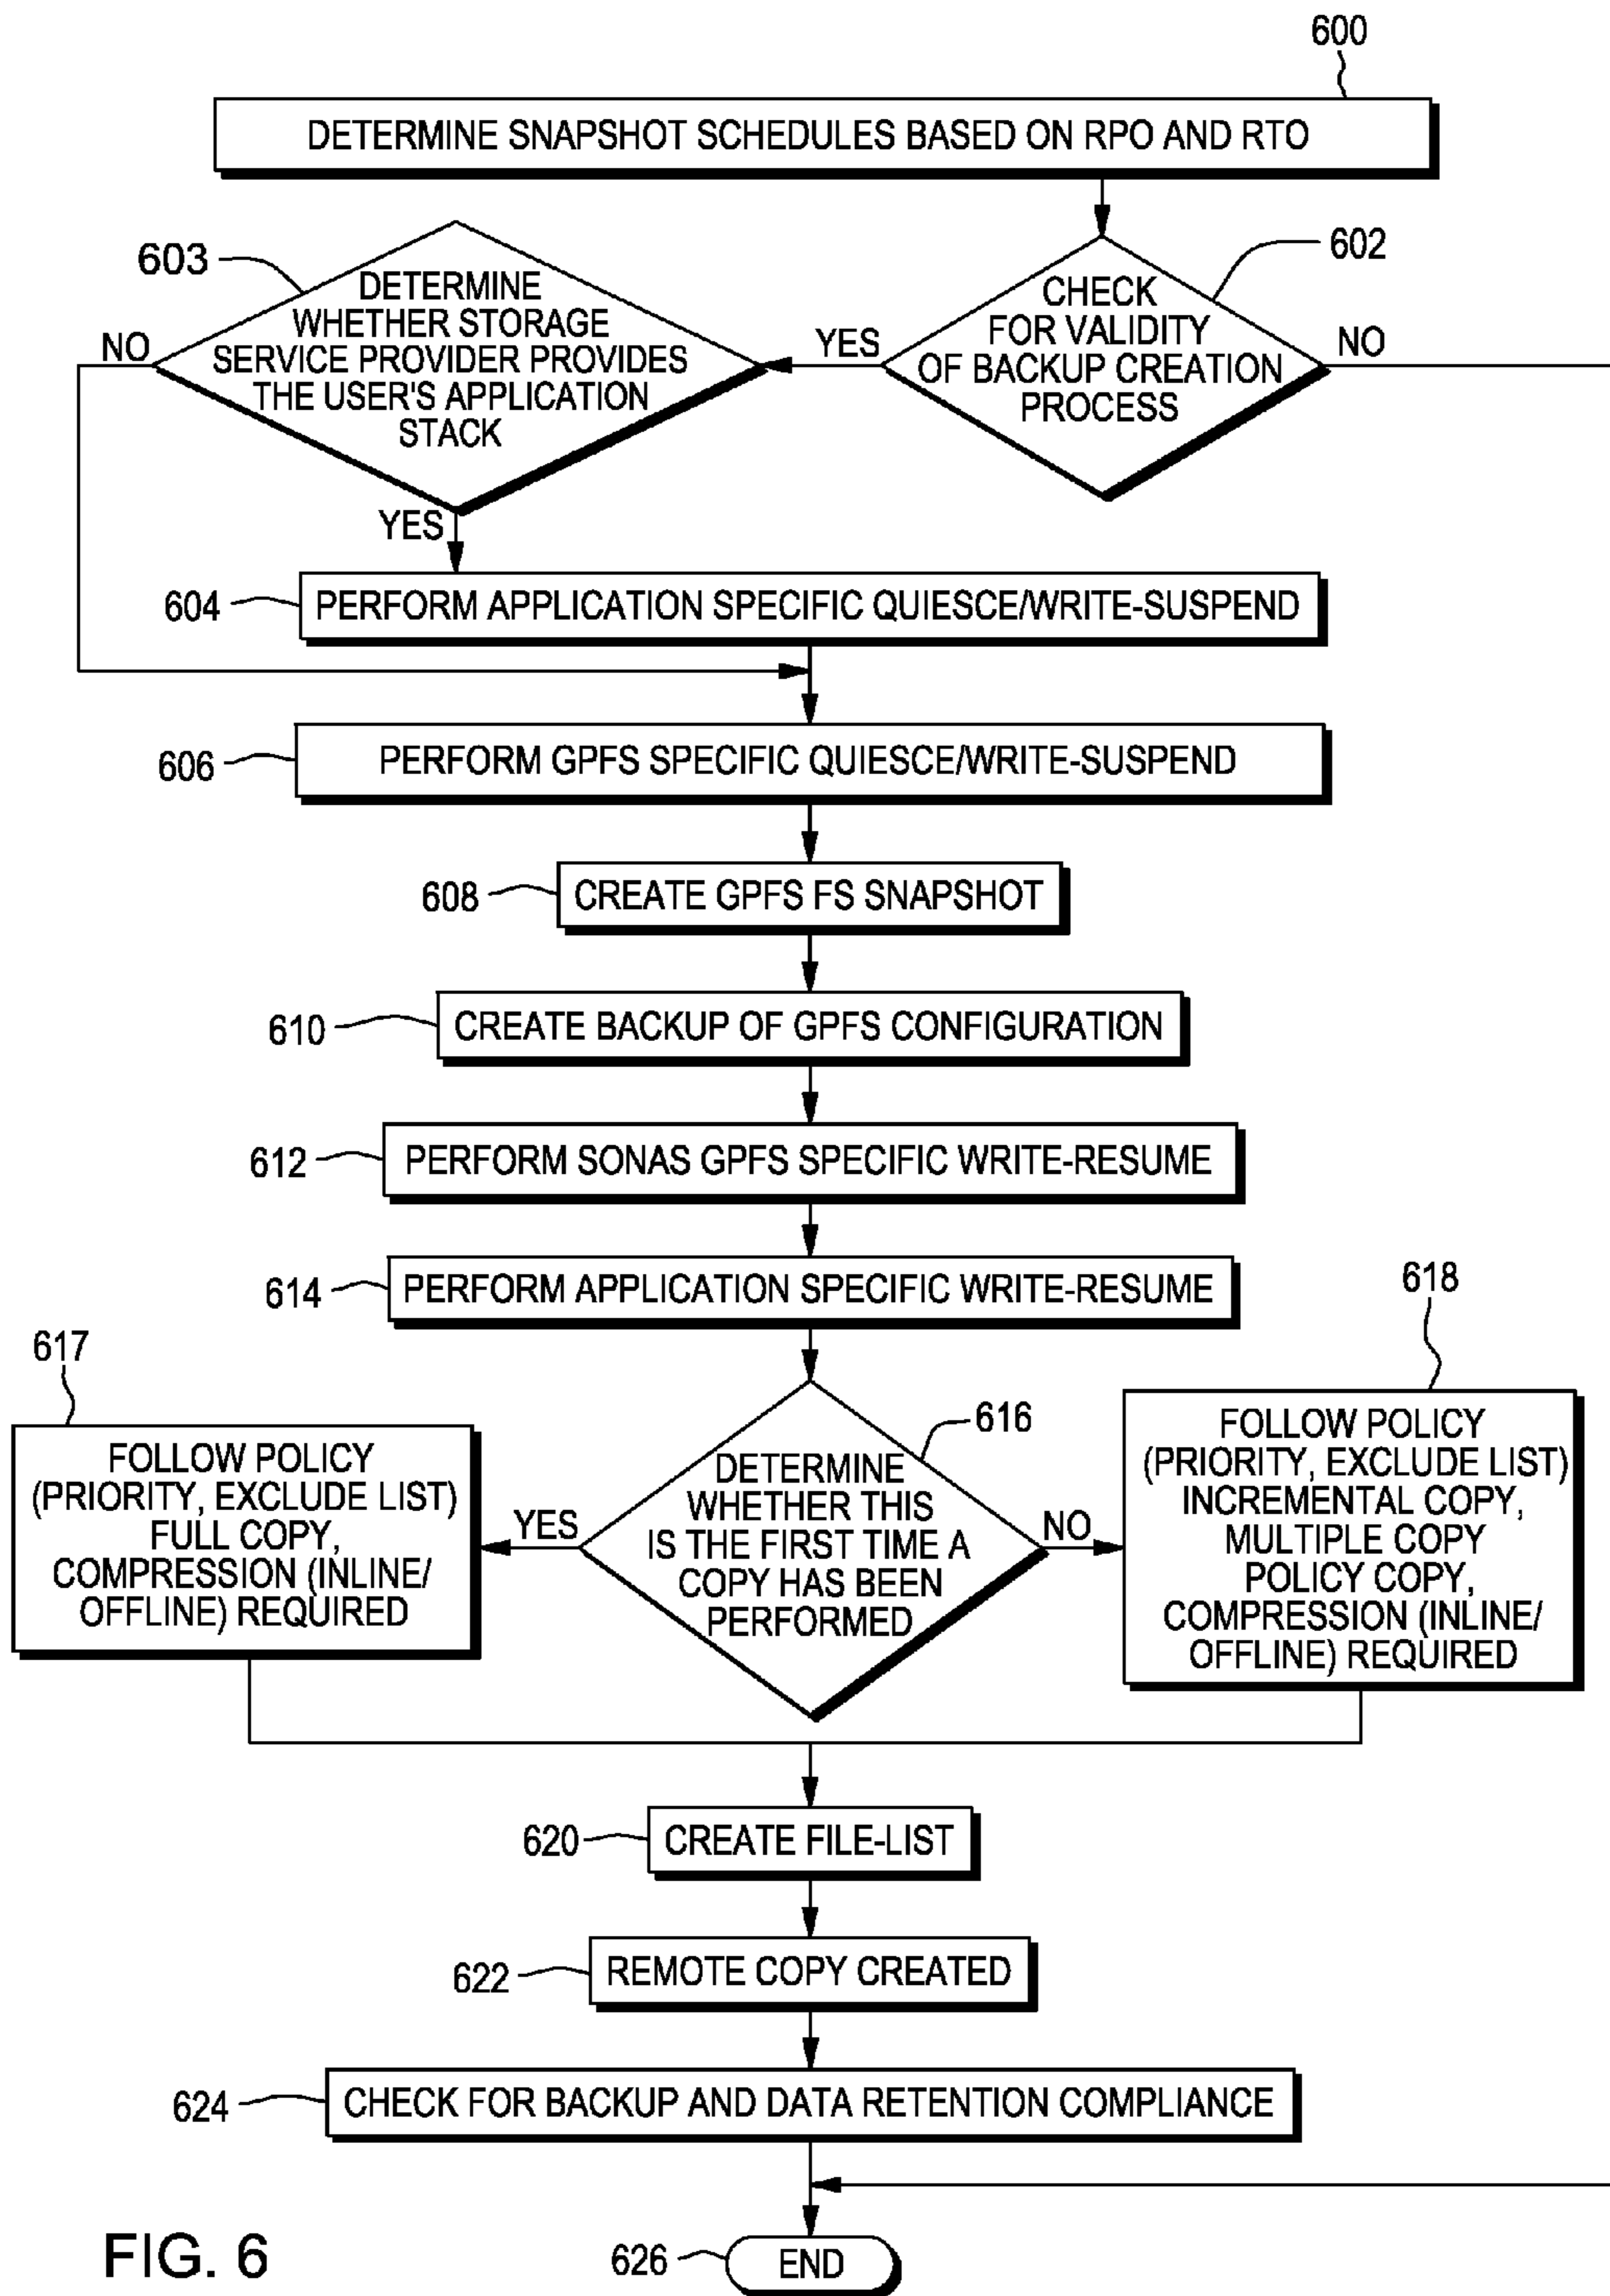 600
DETERMINE SNAPSHOT SCHEDULES BASED ON RPO AND RTO
602
CHECK
FOR VALIDITY
OF BACKUP CREATION
PROCESS
YES
NO
603
DETERMINE
WHETHER STORAGE
SERVICE PROVIDER PROVIDES
THE USER'S APPLICATION
STACK
NO
YES
604
PERFORM APPLICATION SPECIFIC QUIESCE/WRITE-SUSPEND
606
PERFORM GPFS SPECIFIC QUIESCE/WRITE-SUSPEND
608
CREATE GPFS FS SNAPSHOT
610
CREATE BACKUP OF GPFS CONFIGURATION
612
PERFORM SONAS GPFS SPECIFIC WRITE-RESUME
614
PERFORM APPLICATION SPECIFIC WRITE-RESUME
616
DETERMINE
WHETHER THIS
IS THE FIRST TIME A
COPY HAS BEEN
PERFORMED
YES
NO
617
FOLLOW POLICY
(PRIORITY, EXCLUDE LIST)
FULL COPY,
COMPRESSION (INLINE/
OFFLINE) REQUIRED
618
FOLLOW POLICY
(PRIORITY, EXCLUDE LIST)
INCREMENTAL COPY,
MULTIPLE COPY
POLICY COPY,
COMPRESSION (INLINE/
OFFLINE) REQUIRED
620
CREATE FILE-LIST
622
REMOTE COPY CREATED
624
CHECK FOR BACKUP AND DATA RETENTION COMPLIANCE
626
END
FIG. 6